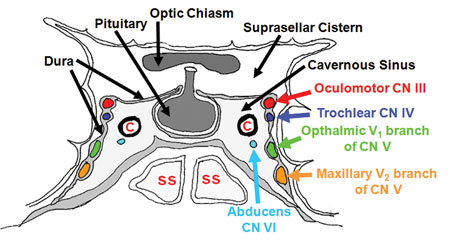 Optic Chiasm
Pituitary
Suprasellar Cistern
Dura
Cavernous Sinus
Oculomotor CN III
C
C
Trochlear CN IV
Opthalmic V₁ branch
of CN V
Maxillary V₂ branch
of CN V
SS
SS
Abducens
CN VI